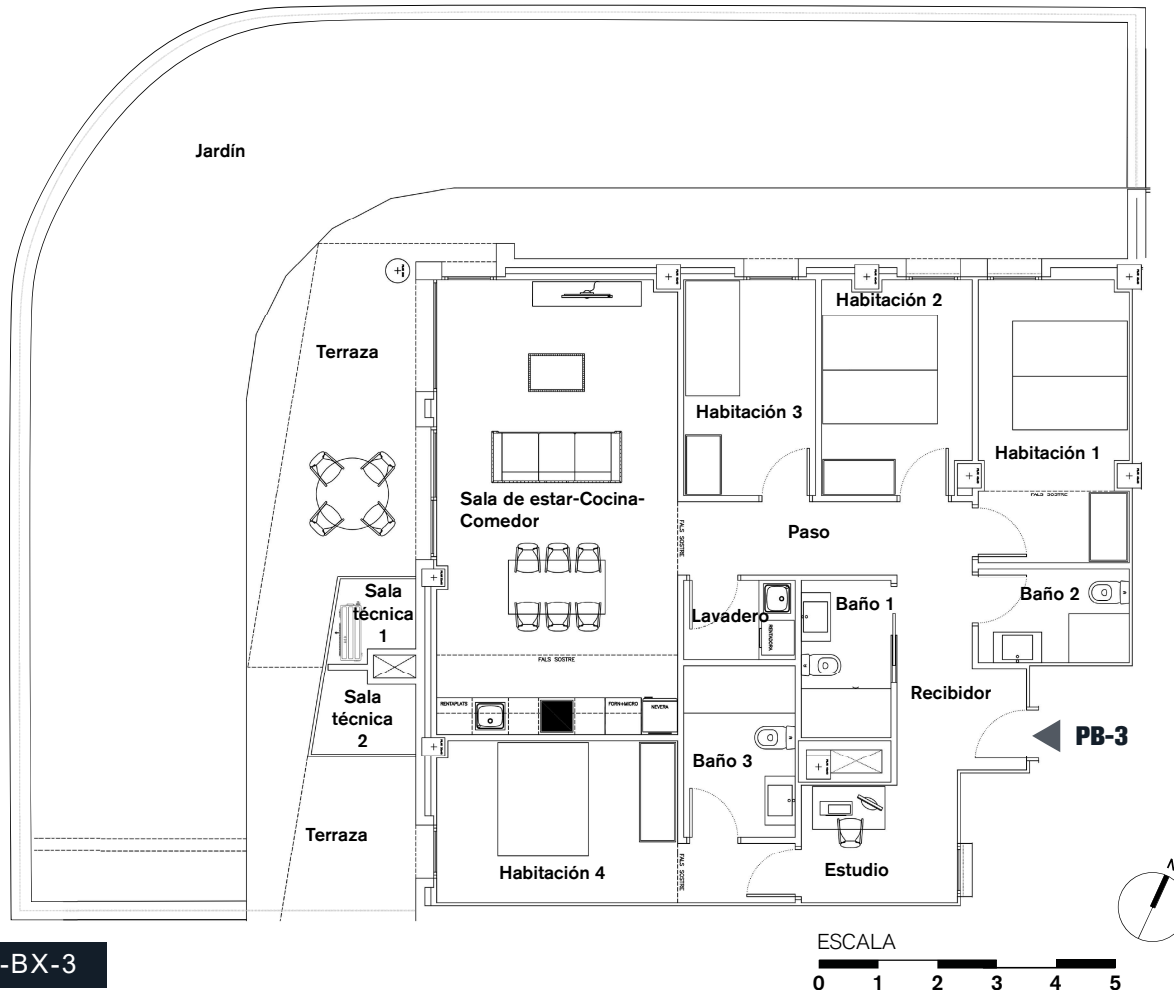 Jardín
Habitación 2
Terraza
Habitación 3
Habitación 1
Sala de estar-Cocina-
Comedor
FALS SOSTRE
FALS SOSTRE
Paso
Sala
técnica
1
Lavadero
Baño 1
Baño 2
FALS SOSTRE
Recibidor
Sala
técnica
2
RENTAPLATS
FORN+MICRO
NEVERA
PB-3
Baño 3
Terraza
Habitación 4
FALS SOSTRE
Estudio
N
-BX-3
ESCALA
0 1 2 3 4 5